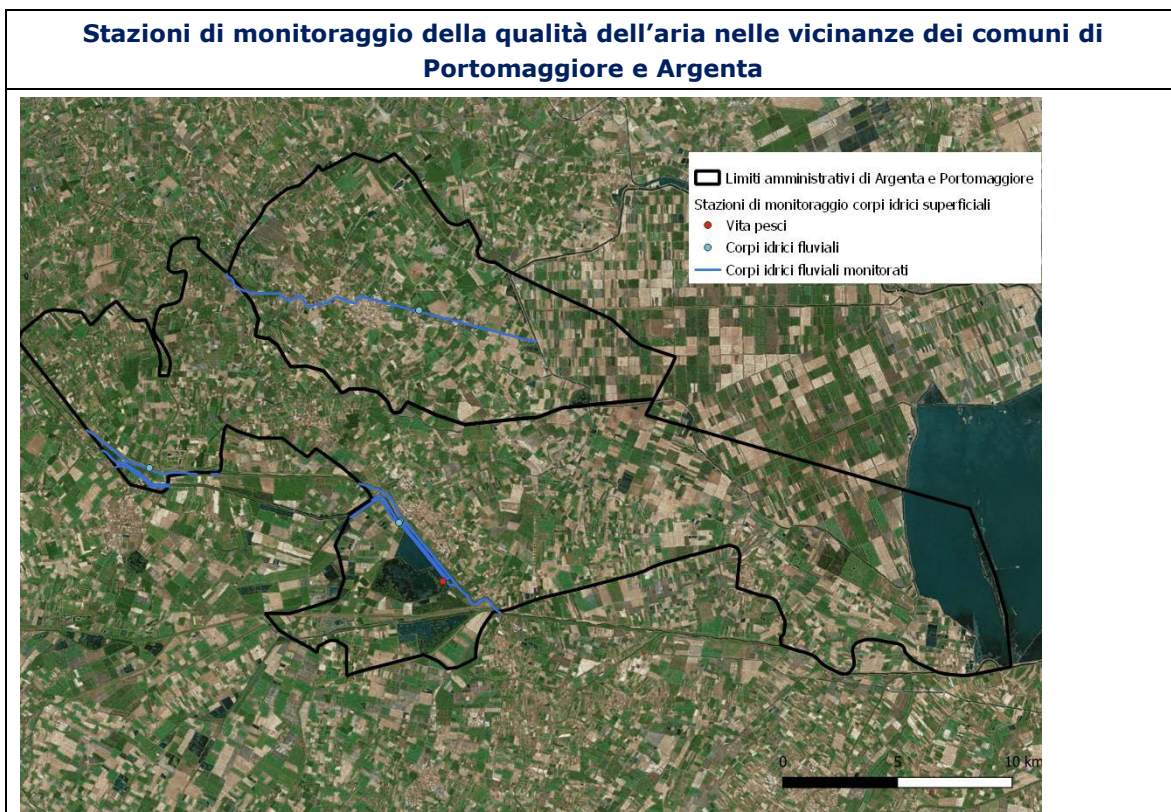 Stazioni di monitoraggio della qualità dell’aria nelle vicinanze dei comuni di
Portomaggiore e Argenta
Limiti amministrativi di Argenta e Portomaggiore
Stazioni di monitoraggio corpi idrici superficiali
Vita pesci
Corpi idrici fluviali
Corpi idrici fluviali monitorati
0 5 10 km